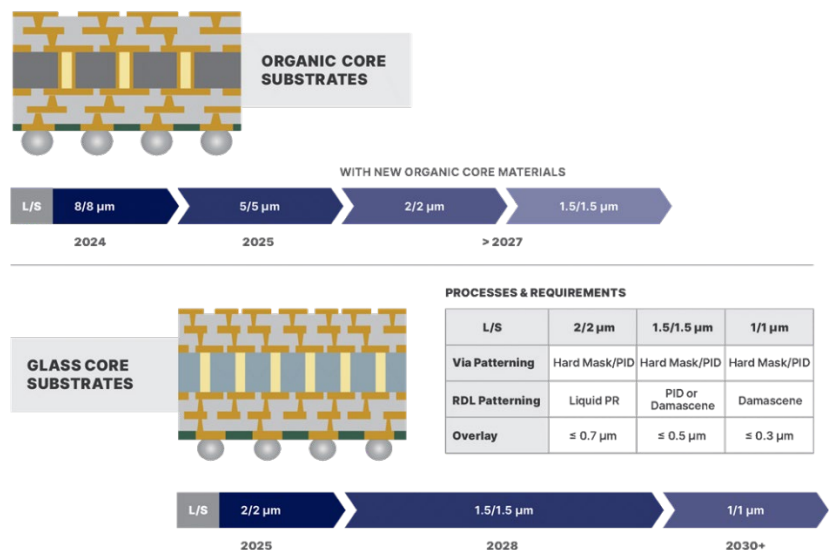 ORGANIC CORE
SUBSTRATES
WITH NEW ORGANIC CORE MATERIALS
L/S 8/8 µm 5/5 µm 2/2 µm 1.5/1.5 µm
2024 2025 > 2027
PROCESSES & REQUIREMENTS
L/S 2/2 µm 1.5/1.5 µm 1/1 µm
Via Patterning Hard Mask/PID Hard Mask/PID Hard Mask/PID
RDL Patterning Liquid PR PID or Damascene Damascene
Overlay ≤ 0.7 µm ≤ 0.5 µm ≤ 0.3 µm
GLASS CORE
SUBSTRATES
L/S 2/2 µm 1.5/1.5 µm 1/1 µm
2025 2028 2030+